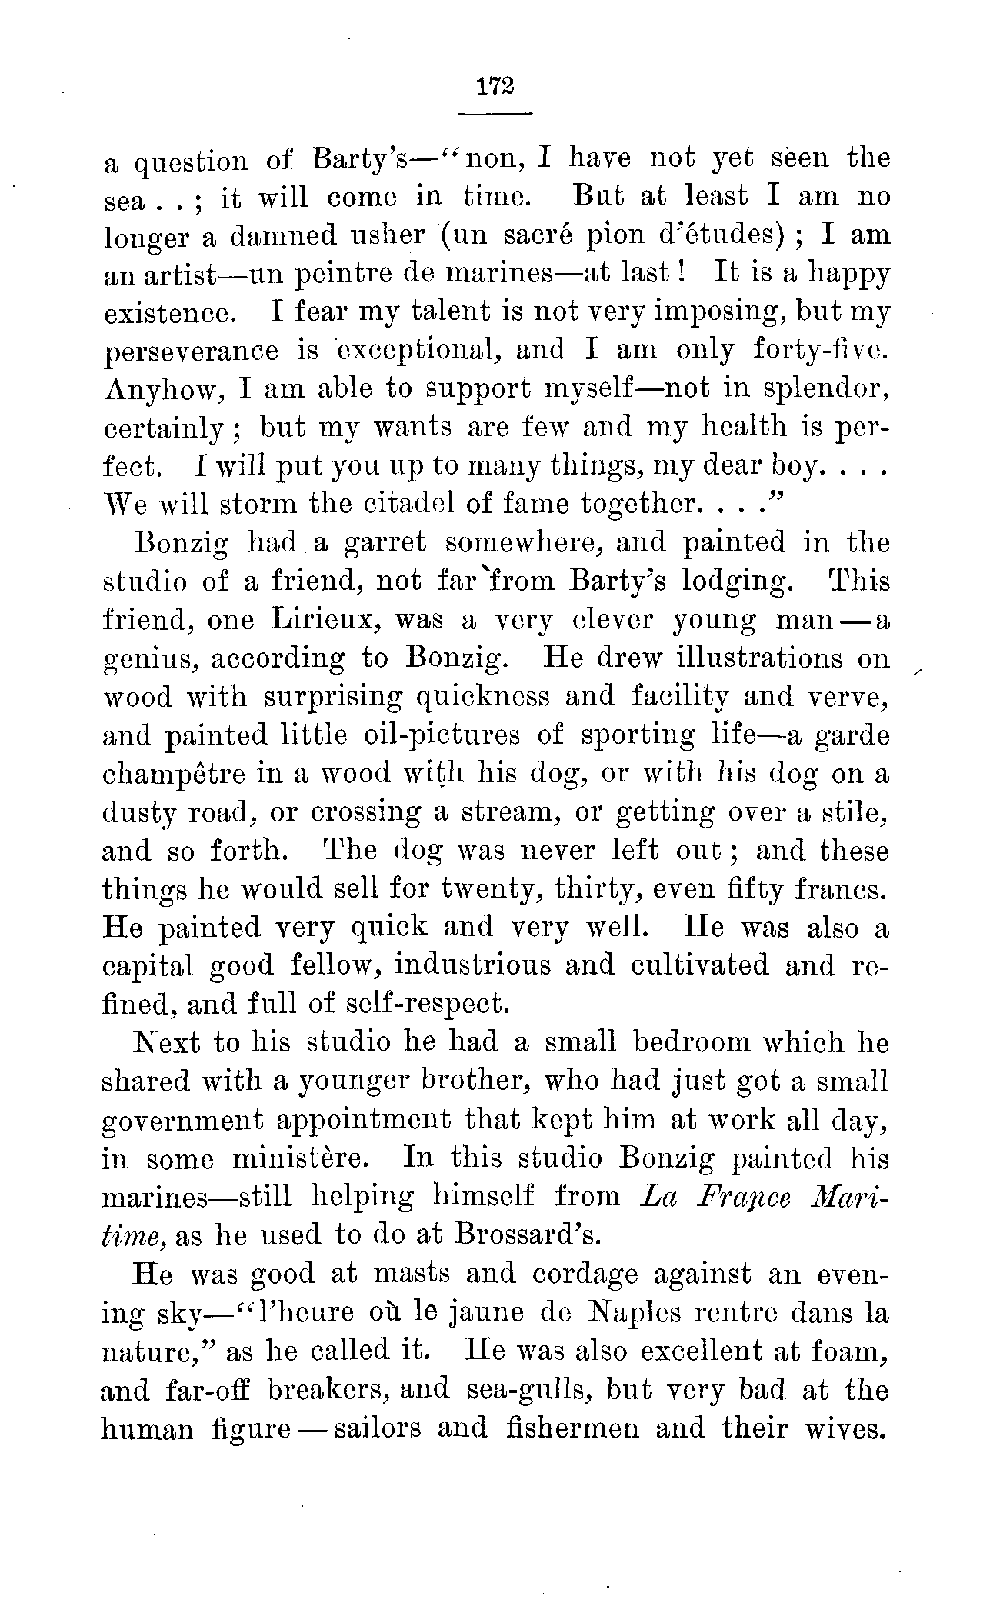 172
a question of Barty's—"non, I have not yet seen the
sea . . ; it will come in time. But at least I am no
longer a damned usher (un sacré pion d'études) ; I am
an artist—un peintre de marines—at last ! It is a happy
existence. I fear my talent is not very imposing, but my
perseverance is exceptional, and I am only forty-five.
Anyhow, I am able to support myself—not in splendor,
certainly ; but my wants are few and my health is per-
fect. I will put you up to many things, my dear boy. . . .
We will storm the citadel of fame together. . . ."
Bonzig had a garret somewhere, and painted in the
studio of a friend, not far from Barty's lodging. This
friend, one Lirieux, was a very clever young man — a
genius, according to Bonzig. He drew illustrations on
wood with surprising quickness and facility and verve,
and painted little oil-pictures of sporting life—a garde
champêtre in a wood with his dog, or with his dog on a
dusty road, or crossing a stream, or getting over a stile,
and so forth. The dog was never left out ; and these
things he would sell for twenty, thirty, even fifty francs.
He painted very quick and very well. He was also a
capital good fellow, industrious and cultivated and re-
fined, and full of self-respect.
Next to his studio he had a small bedroom which he
shared with a younger brother, who had just got a small
government appointment that kept him at work all day,
in some ministère. In this studio Bonzig painted his
marines—still helping himself from La France Mari-
time, as he used to do at Brossard's.
He was good at masts and cordage against an even-
ing sky—"l'heure où le jaune de Naples rentre dans la
nature," as he called it. He was also excellent at foam,
and far-off breakers, and sea-gulls, but very bad at the
human figure — sailors and fishermen and their wives.